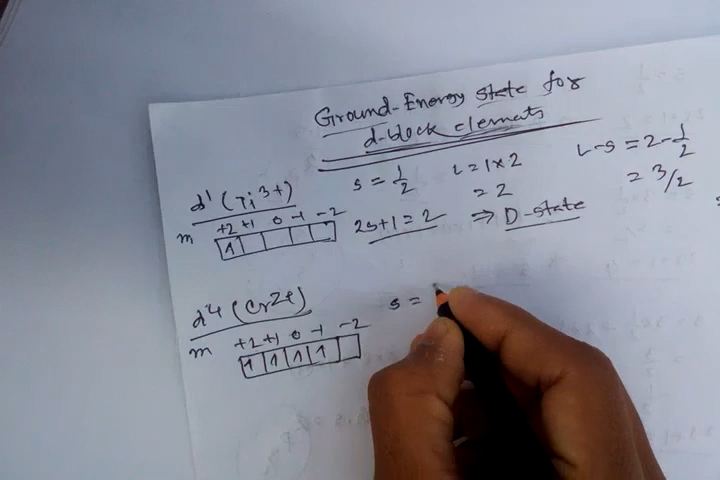 Ground-Energy state for
d-block elements
d¹ (Ti³⁺) s = 1/2 L = 1×2 L-S = 2 - 1/2
= 2 = 3/2
m +2 +1 0 -1 -2 2s+1 = 2 ⇒ D-state
1
d⁴ (Cr2+) s =
m +2 +1 0 -1 -2
1 1 1 1